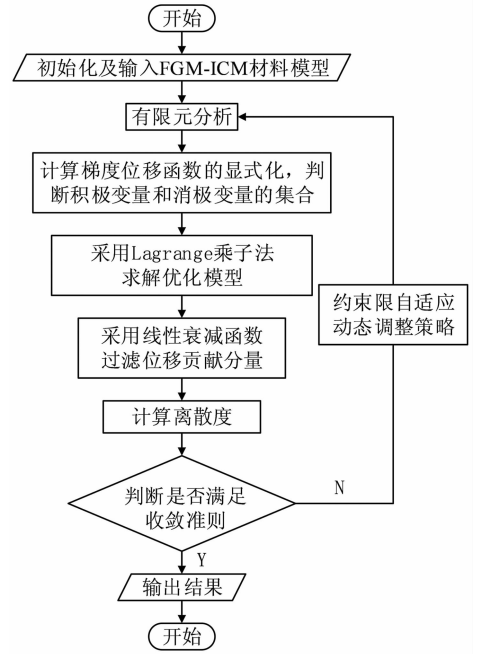 开始
初始化及输入FGM-ICM材料模型
有限元分析
计算梯度位移函数的显式化，判
断积极变量和消极变量的集合
采用Lagrange乘子法
求解优化模型
约束限自适应
动态调整策略
采用线性衰减函数
过滤位移贡献分量
计算离散度
判断是否满足
收敛准则
N
Y
输出结果
开始